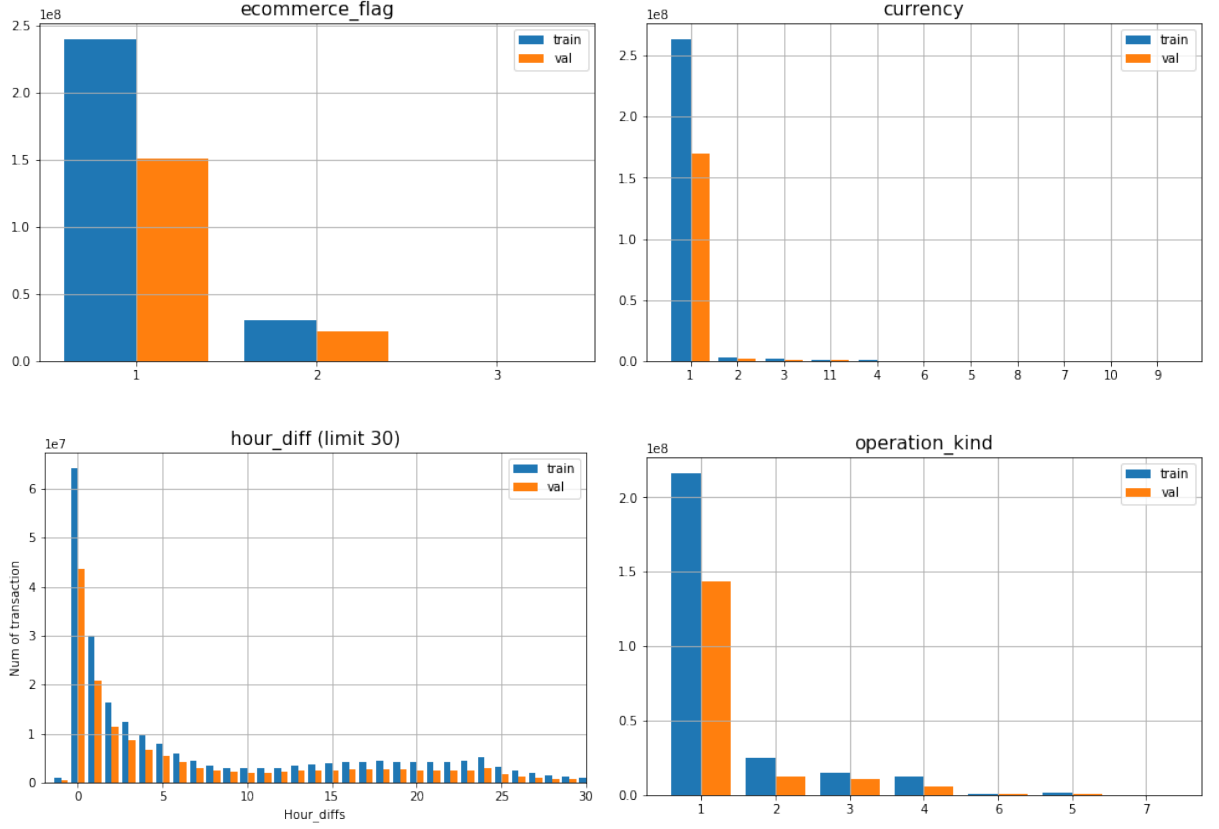 ecommerce_flag
1e8
2.5
2.0
1.5
1.0
0.5
0.0
1 2 3
train
val
currency
1e8
2.5
2.0
1.5
1.0
0.5
0.0
1 2 3 11 4 6 5 8 7 10 9
train
val
hour_diff (limit 30)
1e7
Num of transaction
6
5
4
3
2
1
0
0 5 10 15 20 25 30
Hour_diffs
train
val
operation_kind
1e8
2.0
1.5
1.0
0.5
0.0
1 2 3 4 6 5 7
train
val